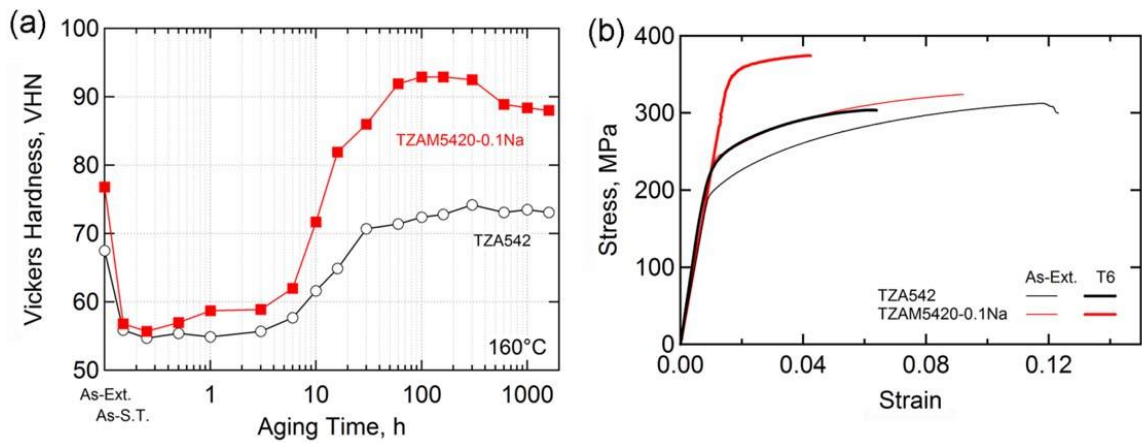 (a)
100
90
80
70
60
50
Vickers Hardness, VHN
TZAM5420-0.1Na
TZA542
160°C
As-Ext.
As-S.T.
1
10
100
1000
Aging Time, h
(b)
400
300
200
100
0
Stress, MPa
As-Ext. T6
TZA542
TZAM5420-0.1Na
0.00
0.04
0.08
0.12
Strain